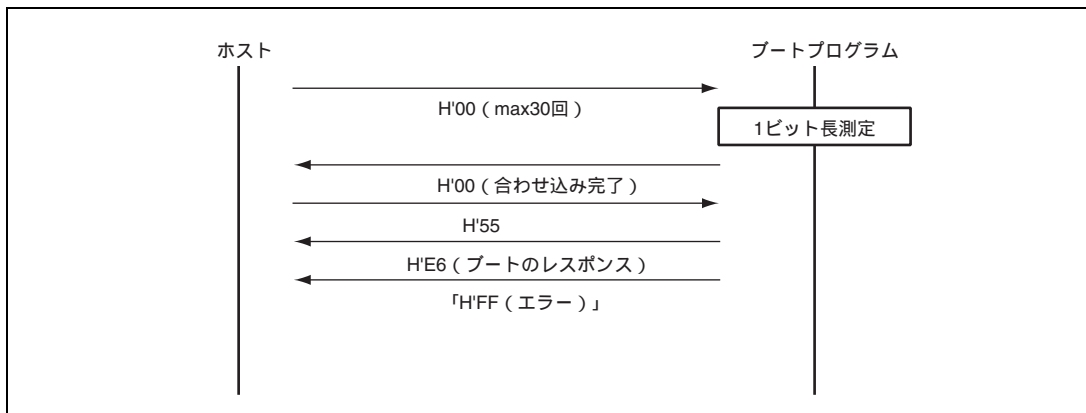 ホスト ブートプログラム
H'00（max30回）
1ビット長測定
H'00（合わせ込み完了）
H'55
H'E6（ブートのレスポンス）
「H'FF（エラー）」